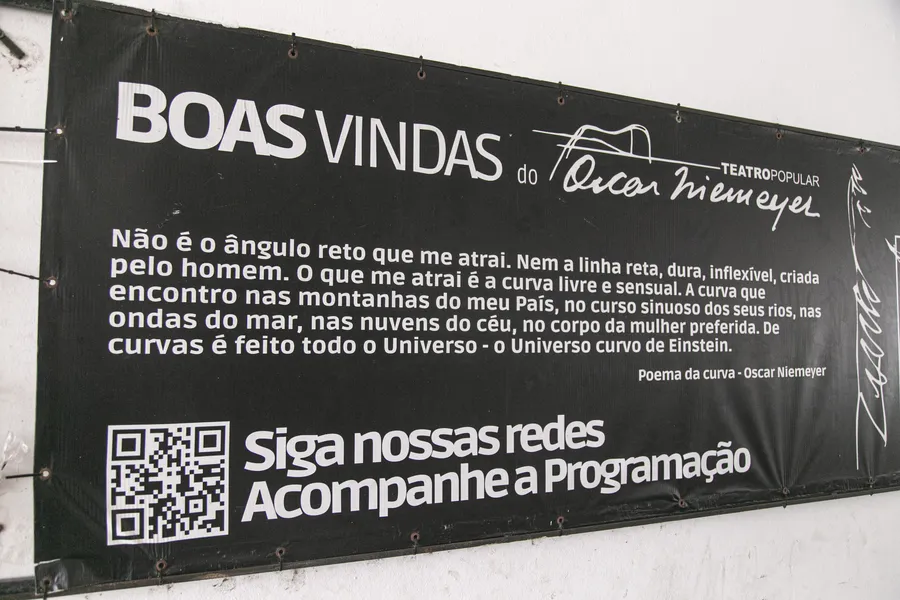 BOAS VINDAS do
TEATROPOPULAR
Oscar Niemeyer
Não é o ângulo reto que me atrai. Nem a linha reta, dura, inflexível, criada
pelo homem. O que me atrai é a curva livre e sensual. A curva que
encontro nas montanhas do meu País, no curso sinuoso dos seus rios, nas
ondas do mar, nas nuvens do céu, no corpo da mulher preferida. De
curvas é feito todo o Universo - o Universo curvo de Einstein.
Poema da curva - Oscar Niemeyer
Siga nossas redes
Acompanhe a Programação